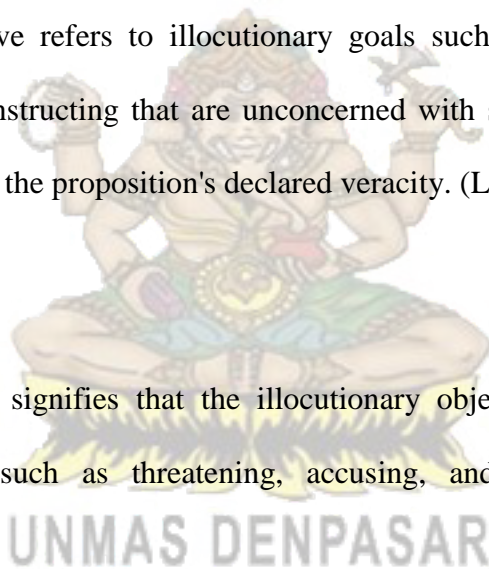 ve refers to illocutionary goals such
nstructing that are unconcerned with
the proposition's declared veracity. (L
signifies that the illocutionary obje
such as threatening, accusing, and
UNMAS DENPASAR